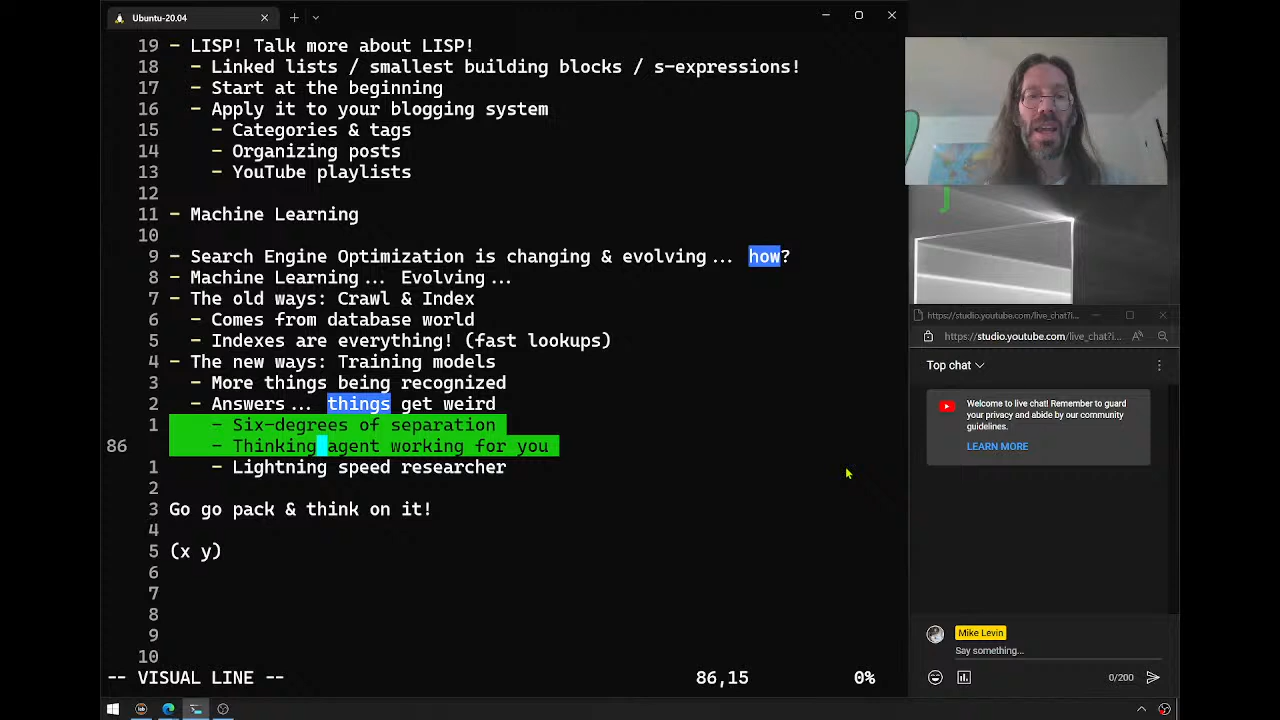 Ubuntu-20.04
19 - LISP! Talk more about LISP!
18 - Linked lists / smallest building blocks / s-expressions!
17 - Start at the beginning
16 - Apply it to your blogging system
15 - Categories & tags
14 - Organizing posts
13 - YouTube playlists
12
11 - Machine Learning
10
9 - Search Engine Optimization is changing & evolving... how?
8 - Machine Learning... Evolving...
7 - The old ways: Crawl & Index
6 - Comes from database world
5 - Indexes are everything! (fast lookups)
4 - The new ways: Training models
3 - More things being recognized
2 - Answers... things get weird
1 - Six-degrees of separation
86 - Thinking agent working for you
1 - Lightning speed researcher
2
3 Go go pack & think on it!
4
5 (x y)
6
7
8
9
10
-- VISUAL LINE -- 86,15 0%
https://studio.youtube.com/live_chat?i...
https://studio.youtube.com/live_chat?i...
Top chat
Welcome to live chat! Remember to guard
your privacy and abide by our community
guidelines.
LEARN MORE
Mike Levin
Say something...
0/200